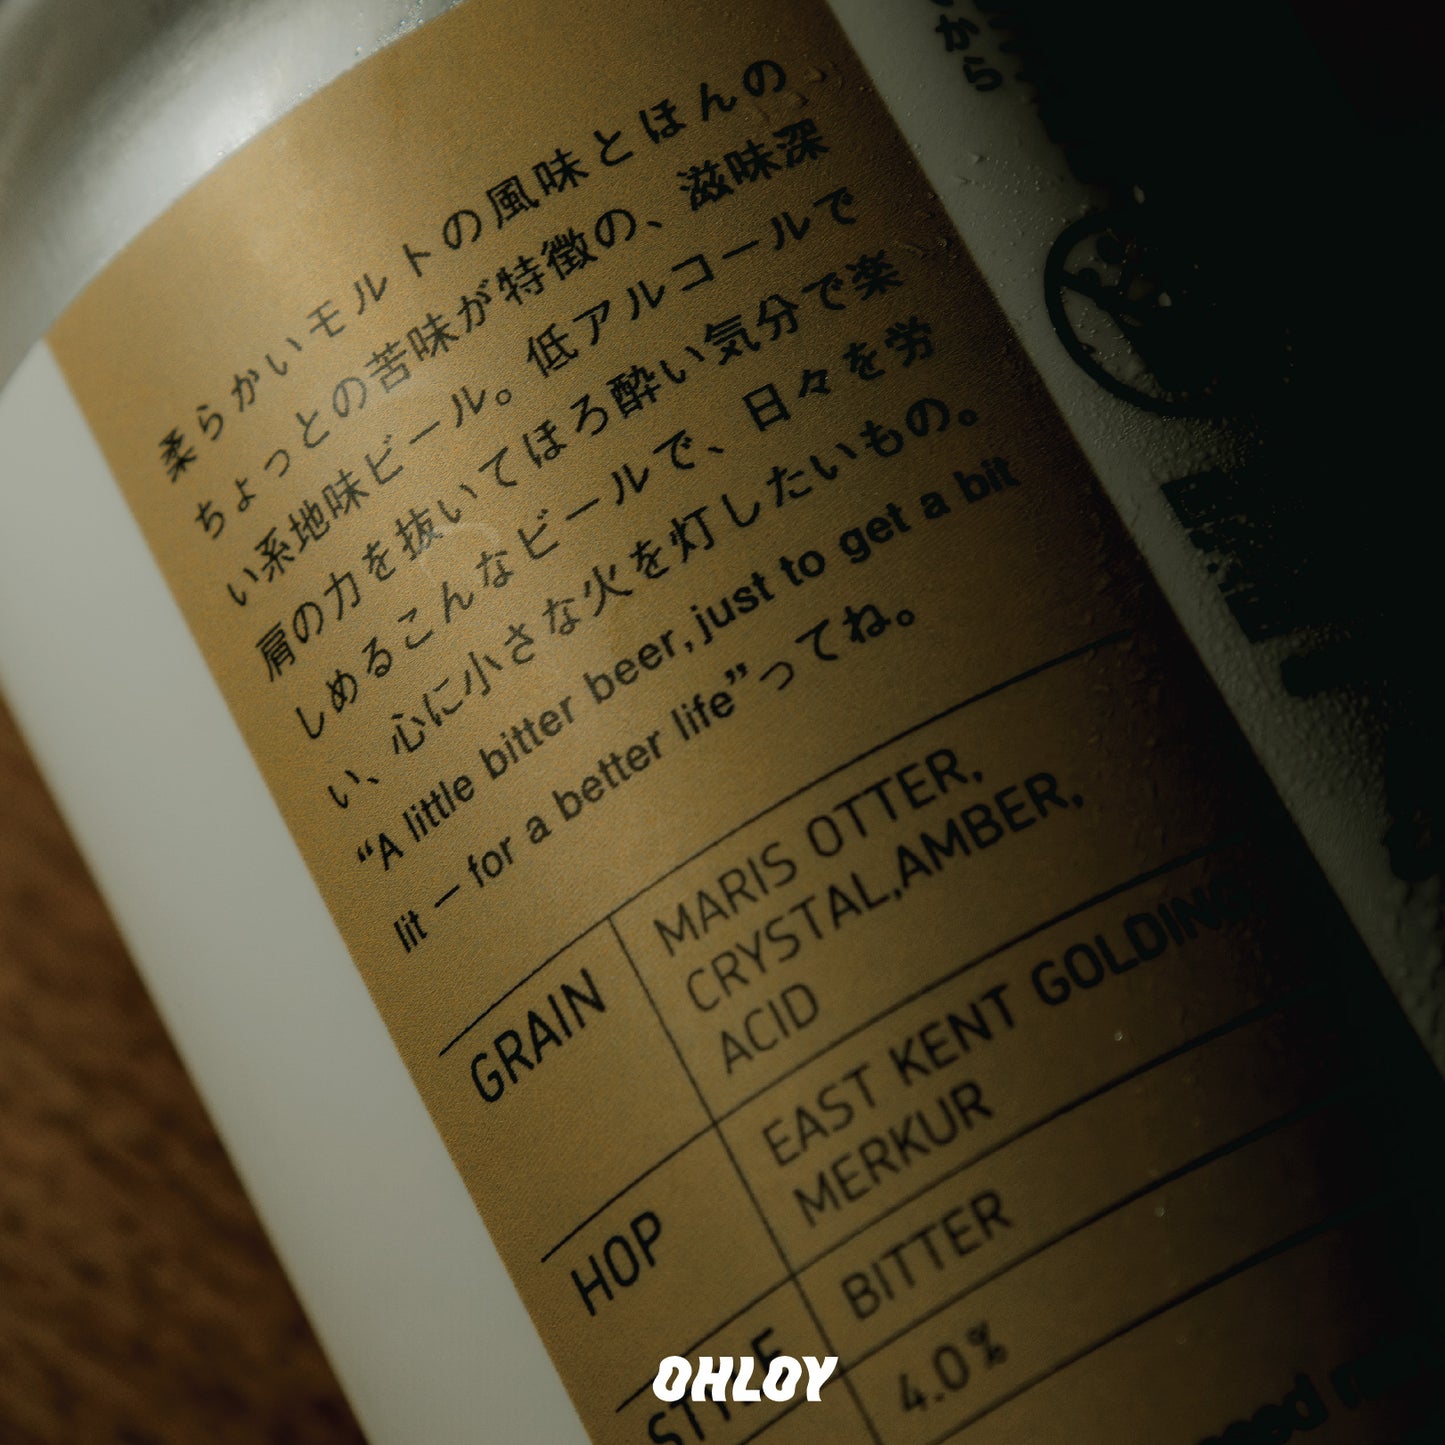 から
柔らかいモルトの風味とほんの
ちょっとの苦味が特徴の、滋味深
い系地味ビール。低アルコールで
肩の力を抜いてほろ酔い気分で楽
しめるこんなビールで、日々を労
い、心に小さな火を灯したいもの。
“A little bitter beer, just to get a bit
lit — for a better life”ってね。
GRAIN
MARIS OTTER,
CRYSTAL,AMBER,
ACID
HOP
EAST KENT GOLDING
MERKUR
STYLE
BITTER
4.0%
OHLOY